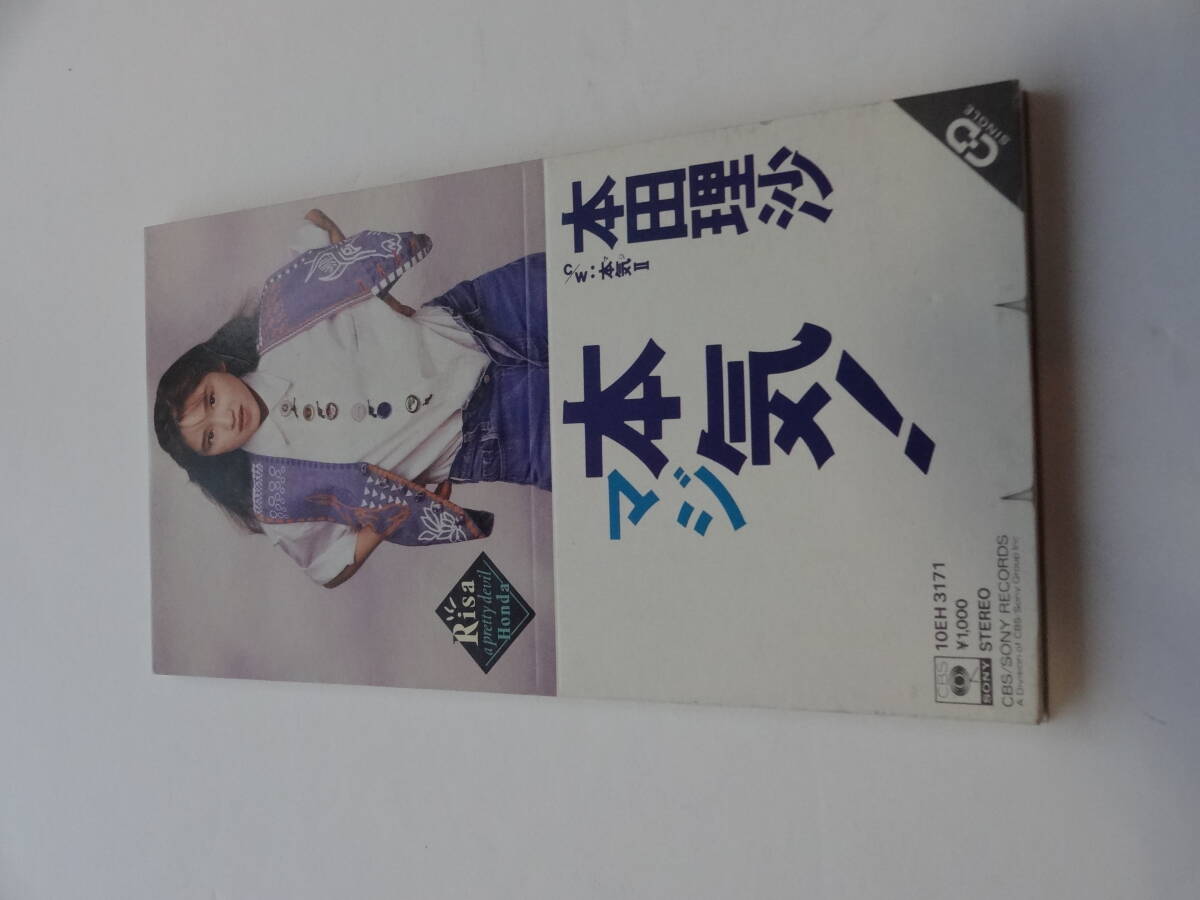 Risa
a pretty devil
Honda
CD
SINGLE
本田理沙
c/w: 本気Ⅱ
マジ
本気!
CBS
SONY
10EH 3171
¥1,000
STEREO
CBS/SONY RECORDS
A Division of CBS/Sony Group Inc